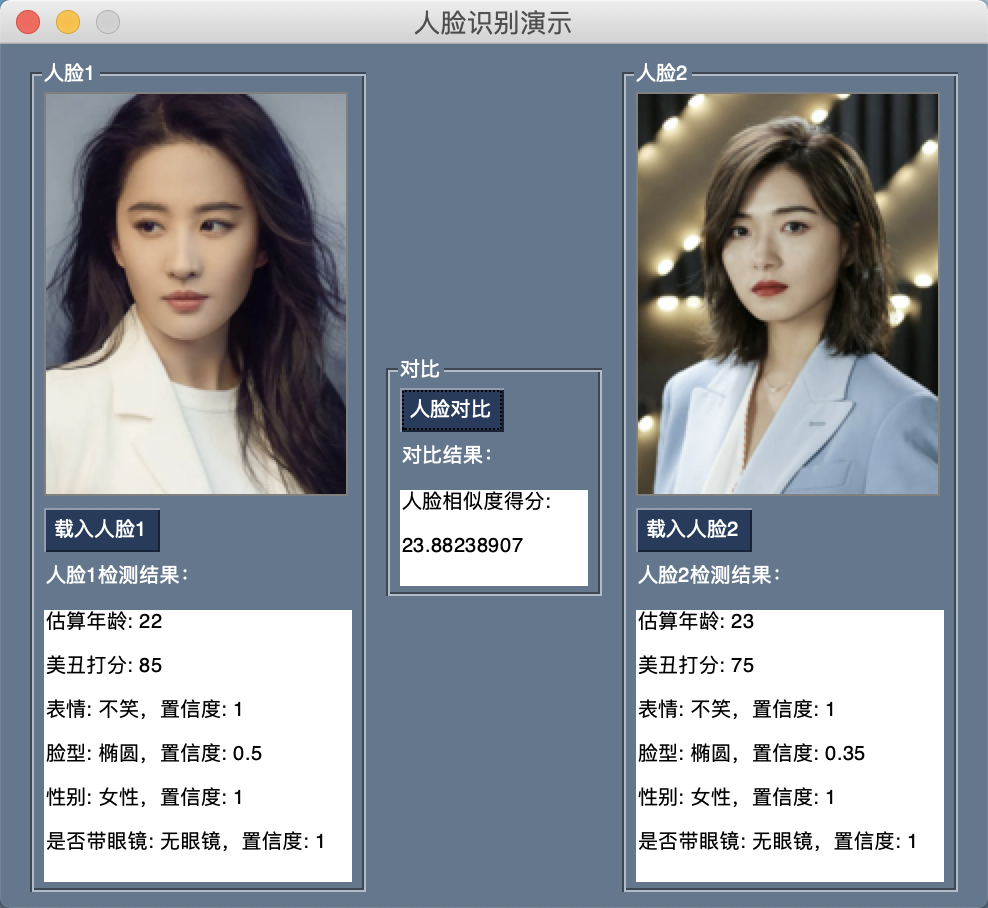 人脸识别演示
人脸1
载入人脸1
人脸1检测结果：
估算年龄: 22
美丑打分: 85
表情: 不笑，置信度: 1
脸型: 椭圆，置信度: 0.5
性别: 女性，置信度: 1
是否带眼镜: 无眼镜，置信度: 1
对比
人脸对比
对比结果：
人脸相似度得分:
23.88238907
人脸2
载入人脸2
人脸2检测结果：
估算年龄: 23
美丑打分: 75
表情: 不笑，置信度: 1
脸型: 椭圆，置信度: 0.35
性别: 女性，置信度: 1
是否带眼镜: 无眼镜，置信度: 1